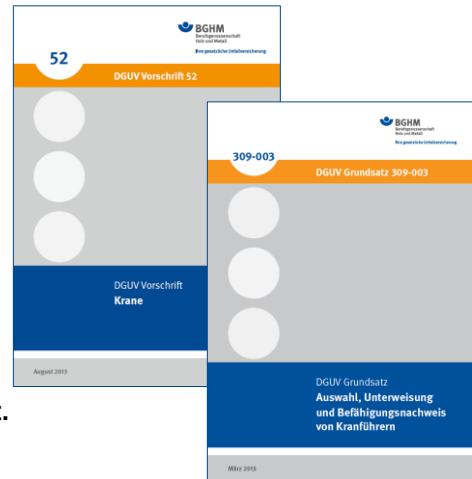 BGHM
Berufsgenossenschaft
Holz und Metall
Ihre gesetzliche Unfallversicherung
52
DGUV Vorschrift 52
DGUV Vorschrift
Krane
August 2013
BGHM
Berufsgenossenschaft
Holz und Metall
Ihre gesetzliche Unfallversicherung
309-003
DGUV Grundsatz 309-003
DGUV Grundsatz
Auswahl, Unterweisung
und Befähigungsnachweis
von Kranführern
März 2013